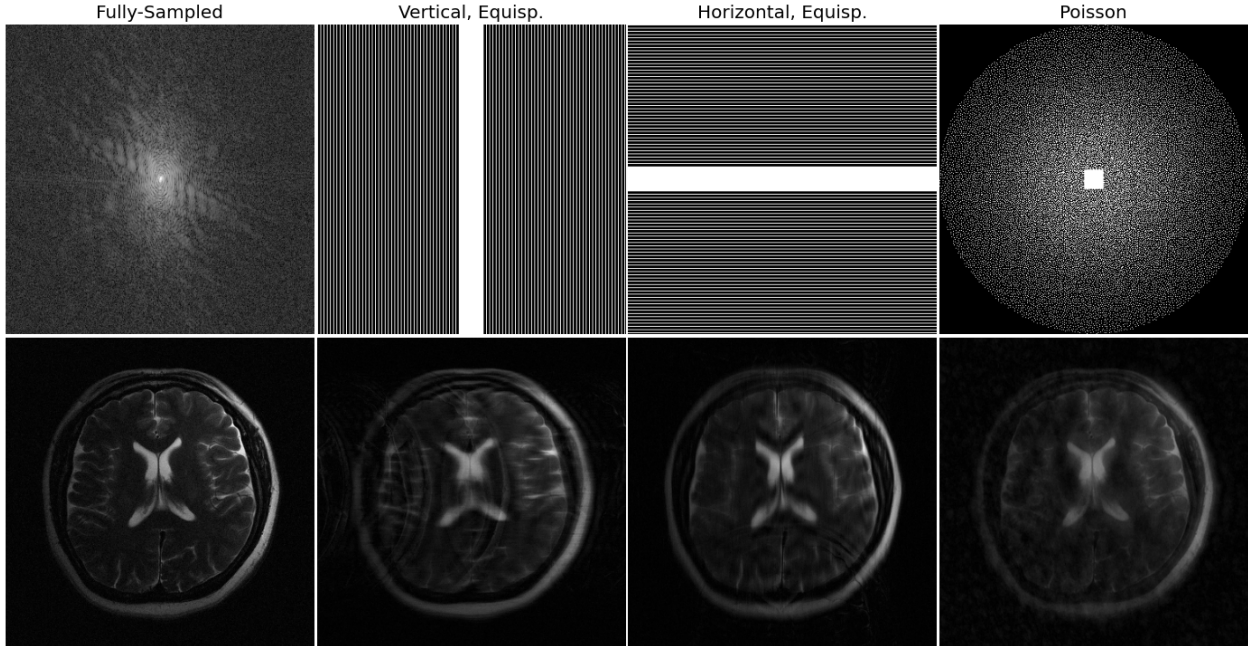 Fully-Sampled
Vertical, Equisp.
Horizontal, Equisp.
Poisson